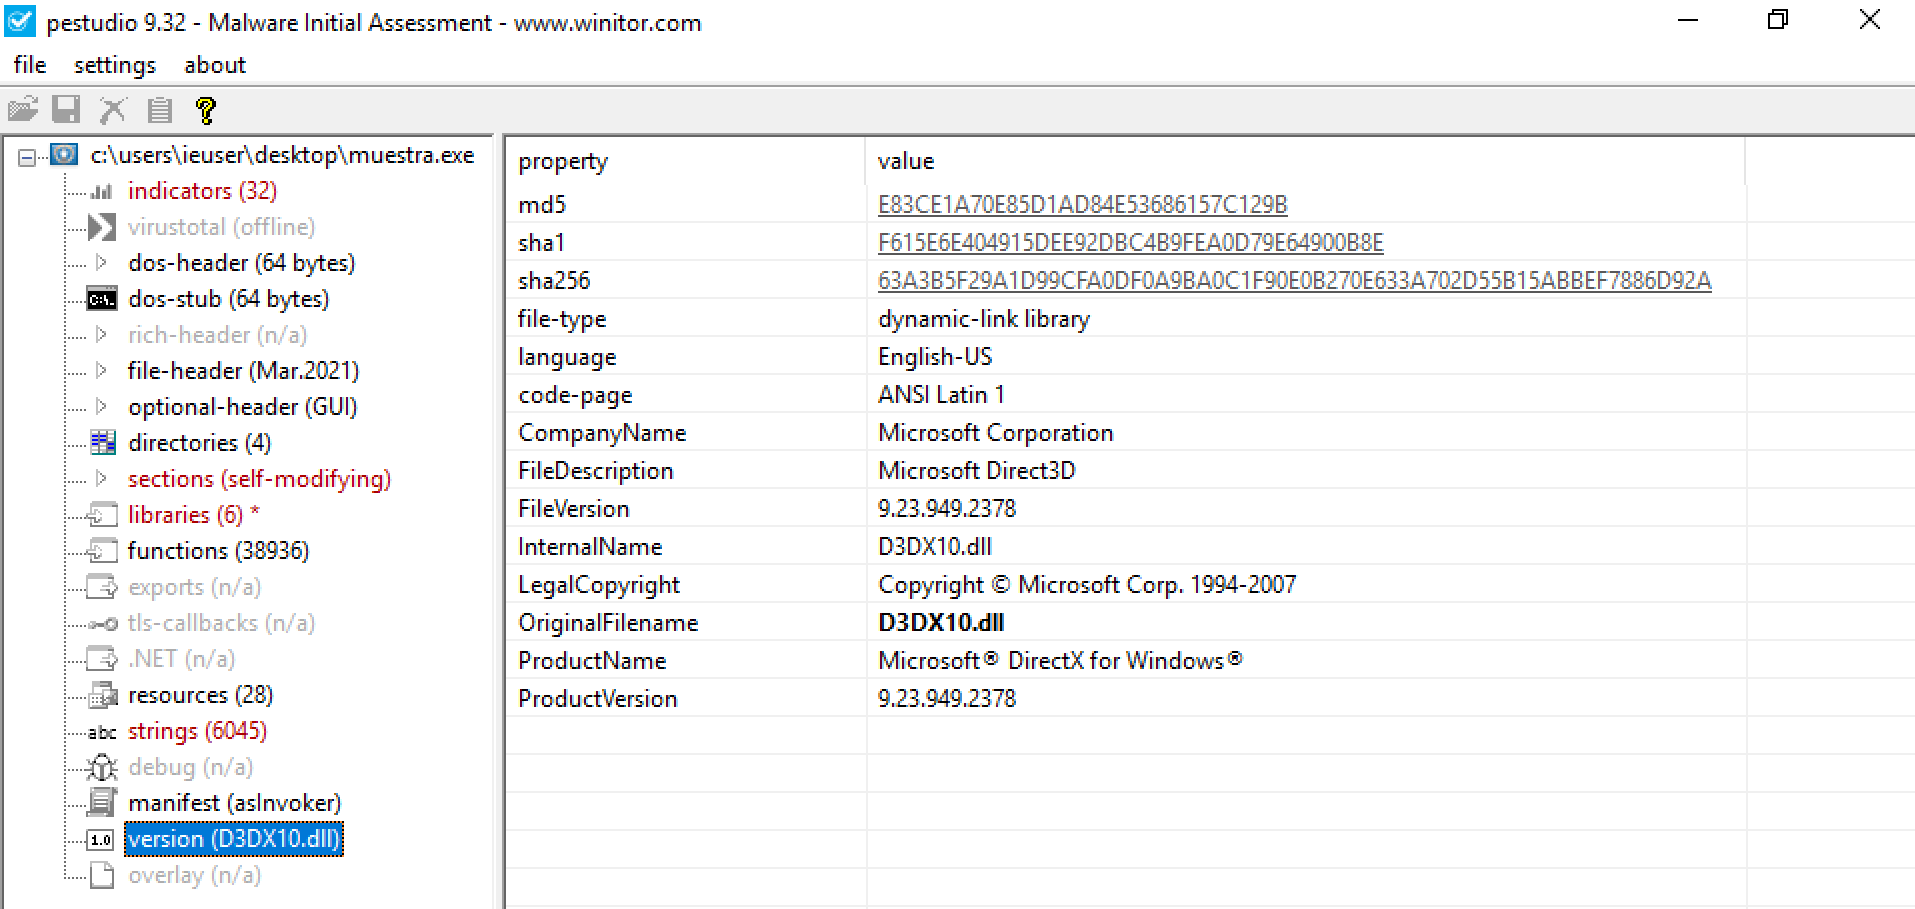 pestudio 9.32 - Malware Initial Assessment - www.winitor.com
file settings about
c:\users\ieuser\desktop\muestra.exe
indicators (32)
virustotal (offline)
dos-header (64 bytes)
dos-stub (64 bytes)
rich-header (n/a)
file-header (Mar.2021)
optional-header (GUI)
directories (4)
sections (self-modifying)
libraries (6) *
functions (38936)
exports (n/a)
tls-callbacks (n/a)
.NET (n/a)
resources (28)
abc strings (6045)
debug (n/a)
manifest (asInvoker)
1.0 version (D3DX10.dll)
overlay (n/a)
property value
md5 E83CE1A70E85D1AD84E53686157C129B
sha1 F615E6E404915DEE92DBC4B9FEA0D79E64900B8E
sha256 63A3B5F29A1D99CFA0DF0A9BA0C1F90E0B270E633A702D55B15ABBEF7886D92A
file-type dynamic-link library
language English-US
code-page ANSI Latin 1
CompanyName Microsoft Corporation
FileDescription Microsoft Direct3D
FileVersion 9.23.949.2378
InternalName D3DX10.dll
LegalCopyright Copyright © Microsoft Corp. 1994-2007
OriginalFilename D3DX10.dll
ProductName Microsoft® DirectX for Windows®
ProductVersion 9.23.949.2378